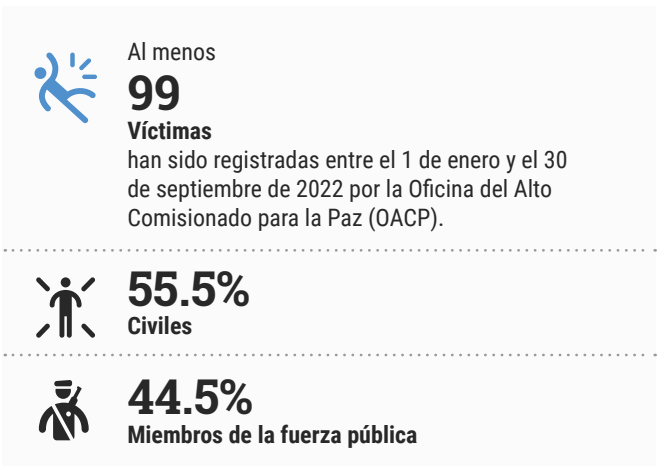 Al menos
99
Víctimas
han sido registradas entre el 1 de enero y el 30
de septiembre de 2022 por la Oficina del Alto
Comisionado para la Paz (OACP).
55.5%
Civiles
44.5%
Miembros de la fuerza pública